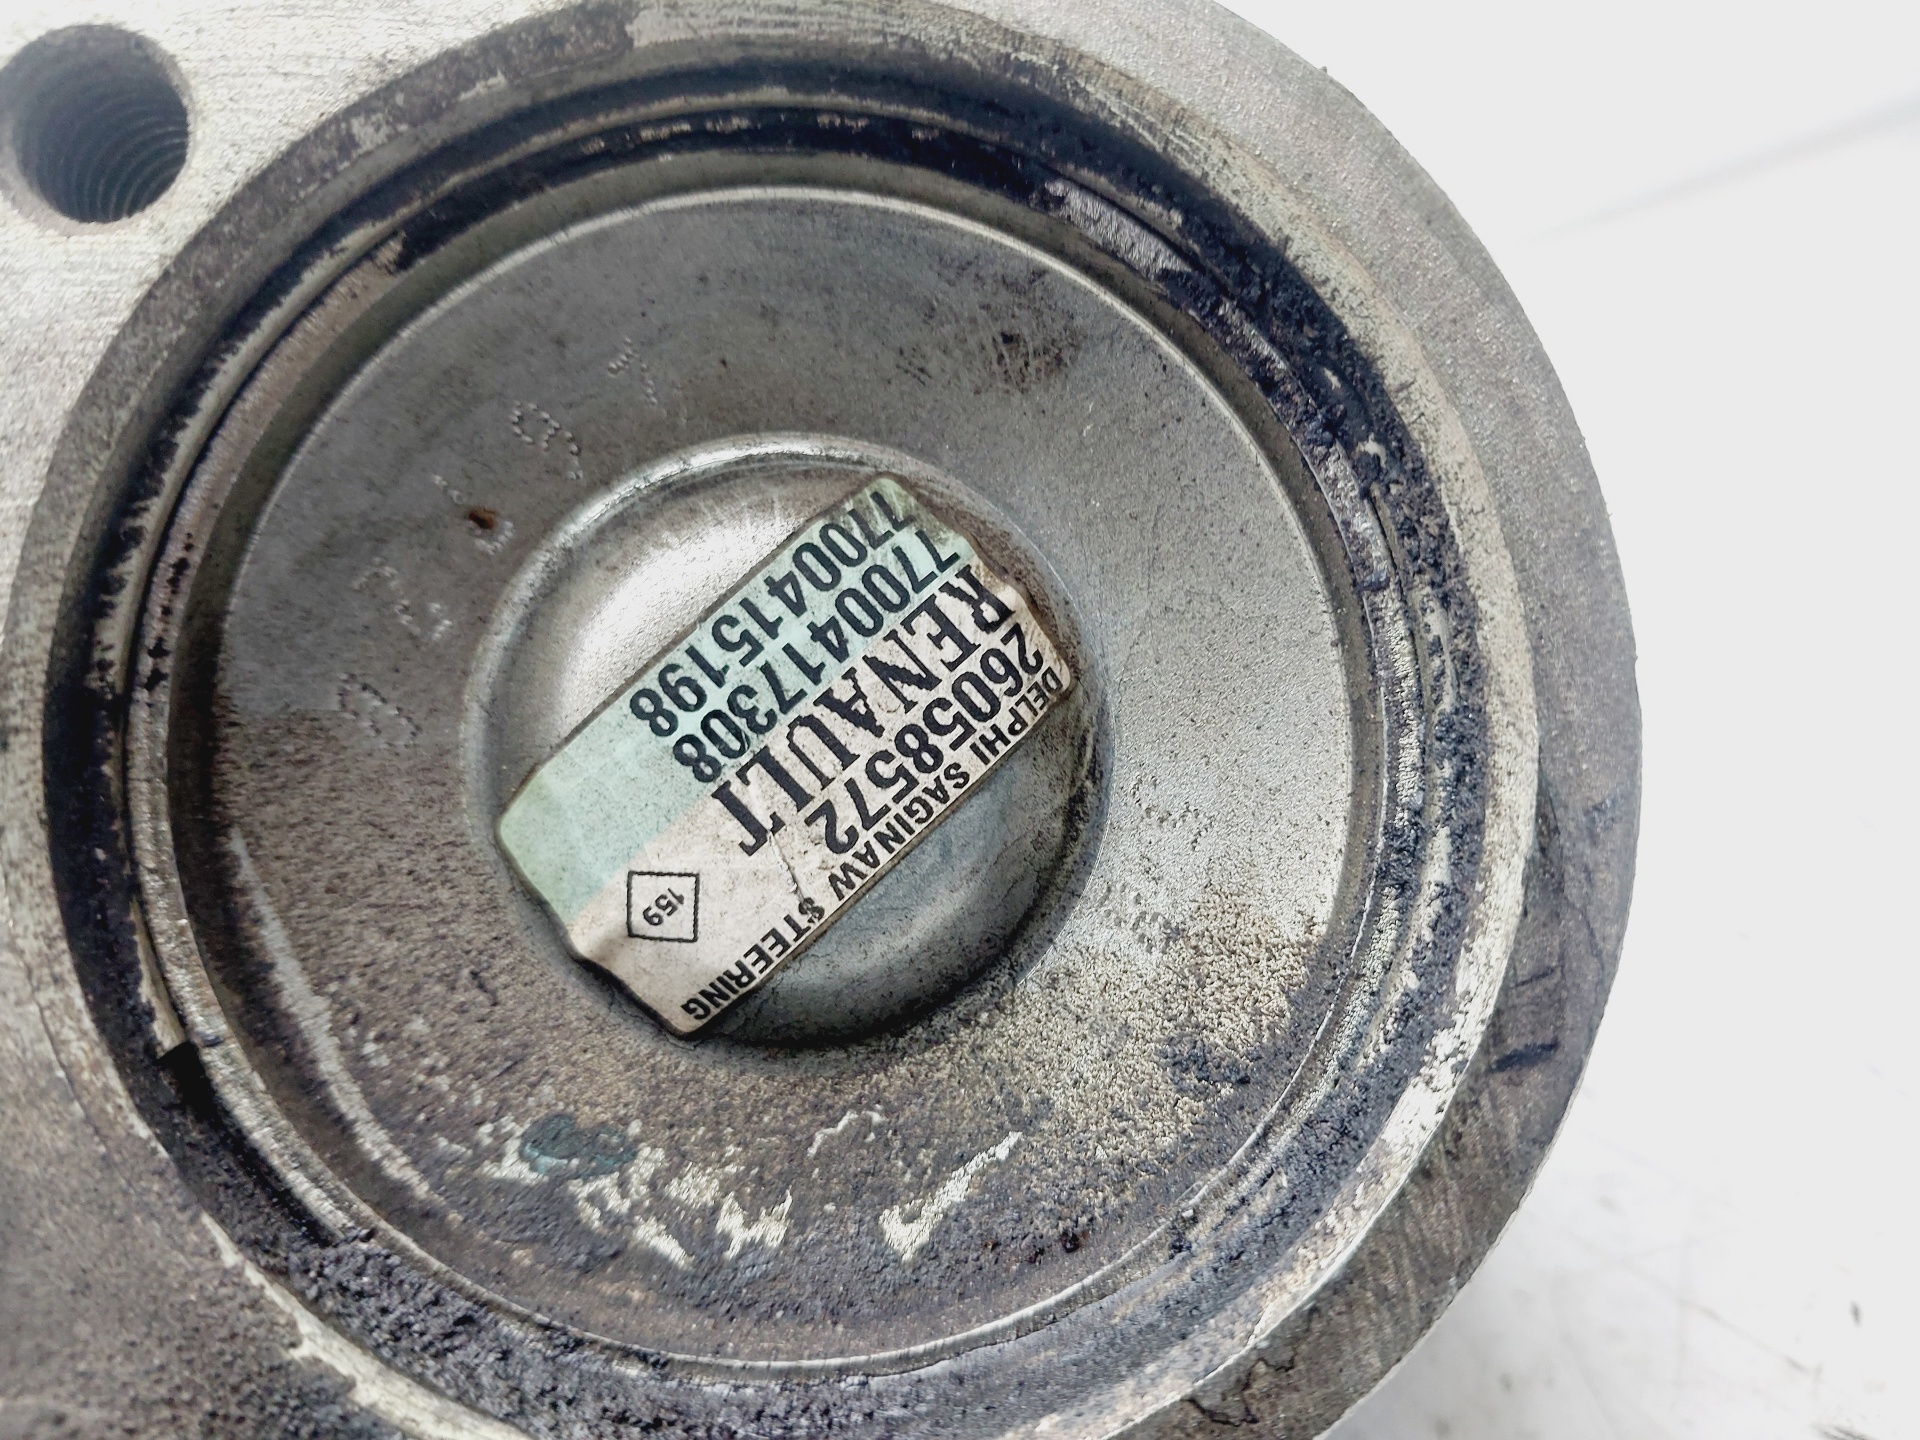 DELPHI SAGINAW STEERING
26058572
RENAULT
159
7700417308
7700415198